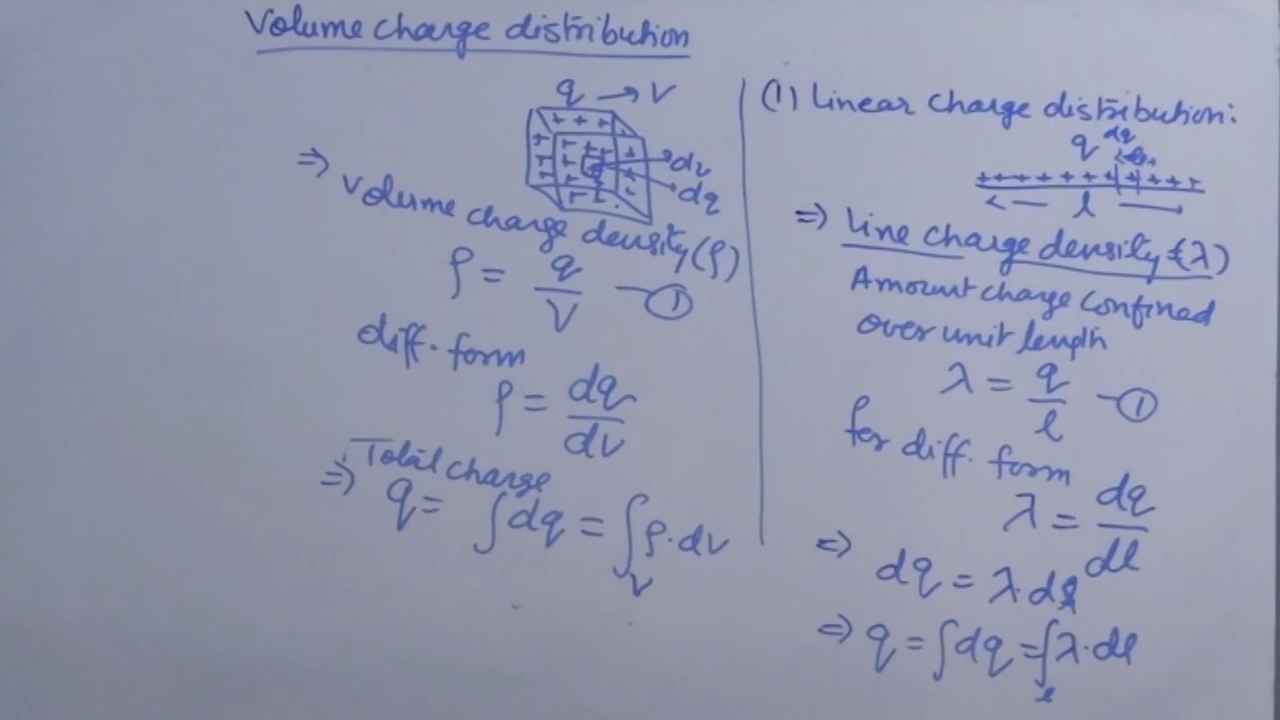 Volume charge distribution
q → V
dv
dq
⇒ Volume charge density (ρ)
ρ = q/V — ①
diff. form
ρ = dq/dv
⇒ Total charge
q = ∫dq = ∫_V ρ.dv
(1) Linear charge distribution:
q dq
l
⇒ Line charge density (λ)
Amount charge confined
over unit length
λ = q/l — ①
for diff. form
λ = dq/dl
⇒ dq = λ.dl
⇒ q = ∫dq = ∫_l λ.dl